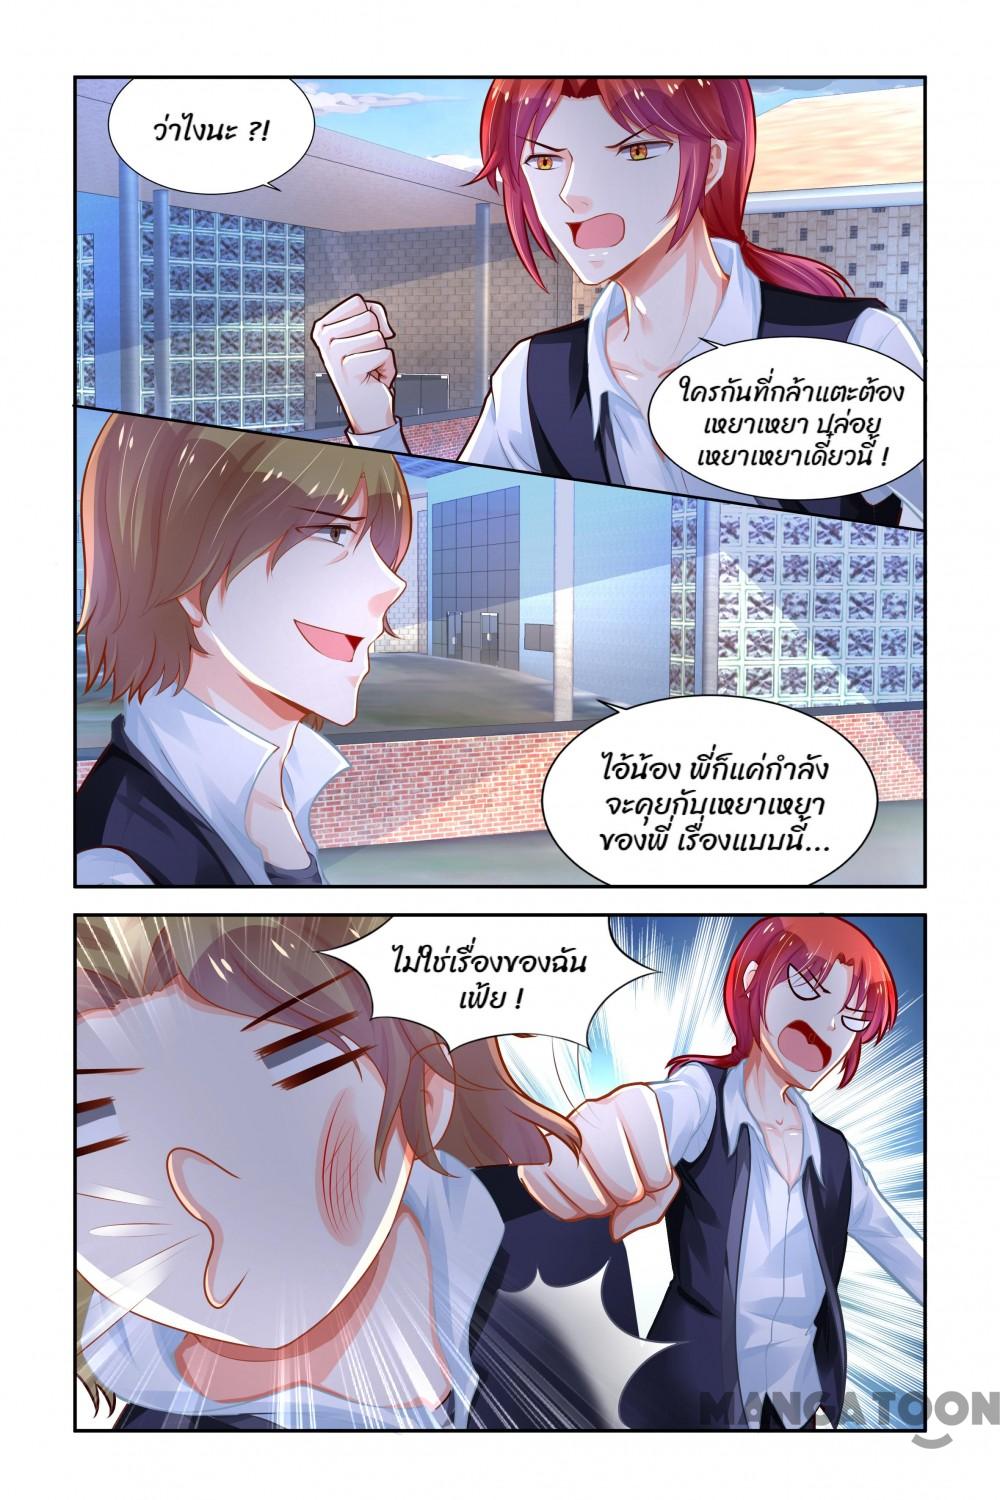 ว่าไงนะ ?!
ใครกันที่กล้าแตะต้อง
เหยาเหยา ปล่อย
เหยาเหยาเดี๋ยวนี้ !
ไอ้น้อง พี่ก็แค่กำลัง
จะคุยกับเหยาเหยา
ของพี่ เรื่องแบบนี้...
ไม่ใช่เรื่องของฉัน
เฟ้ย !
MANGATOON